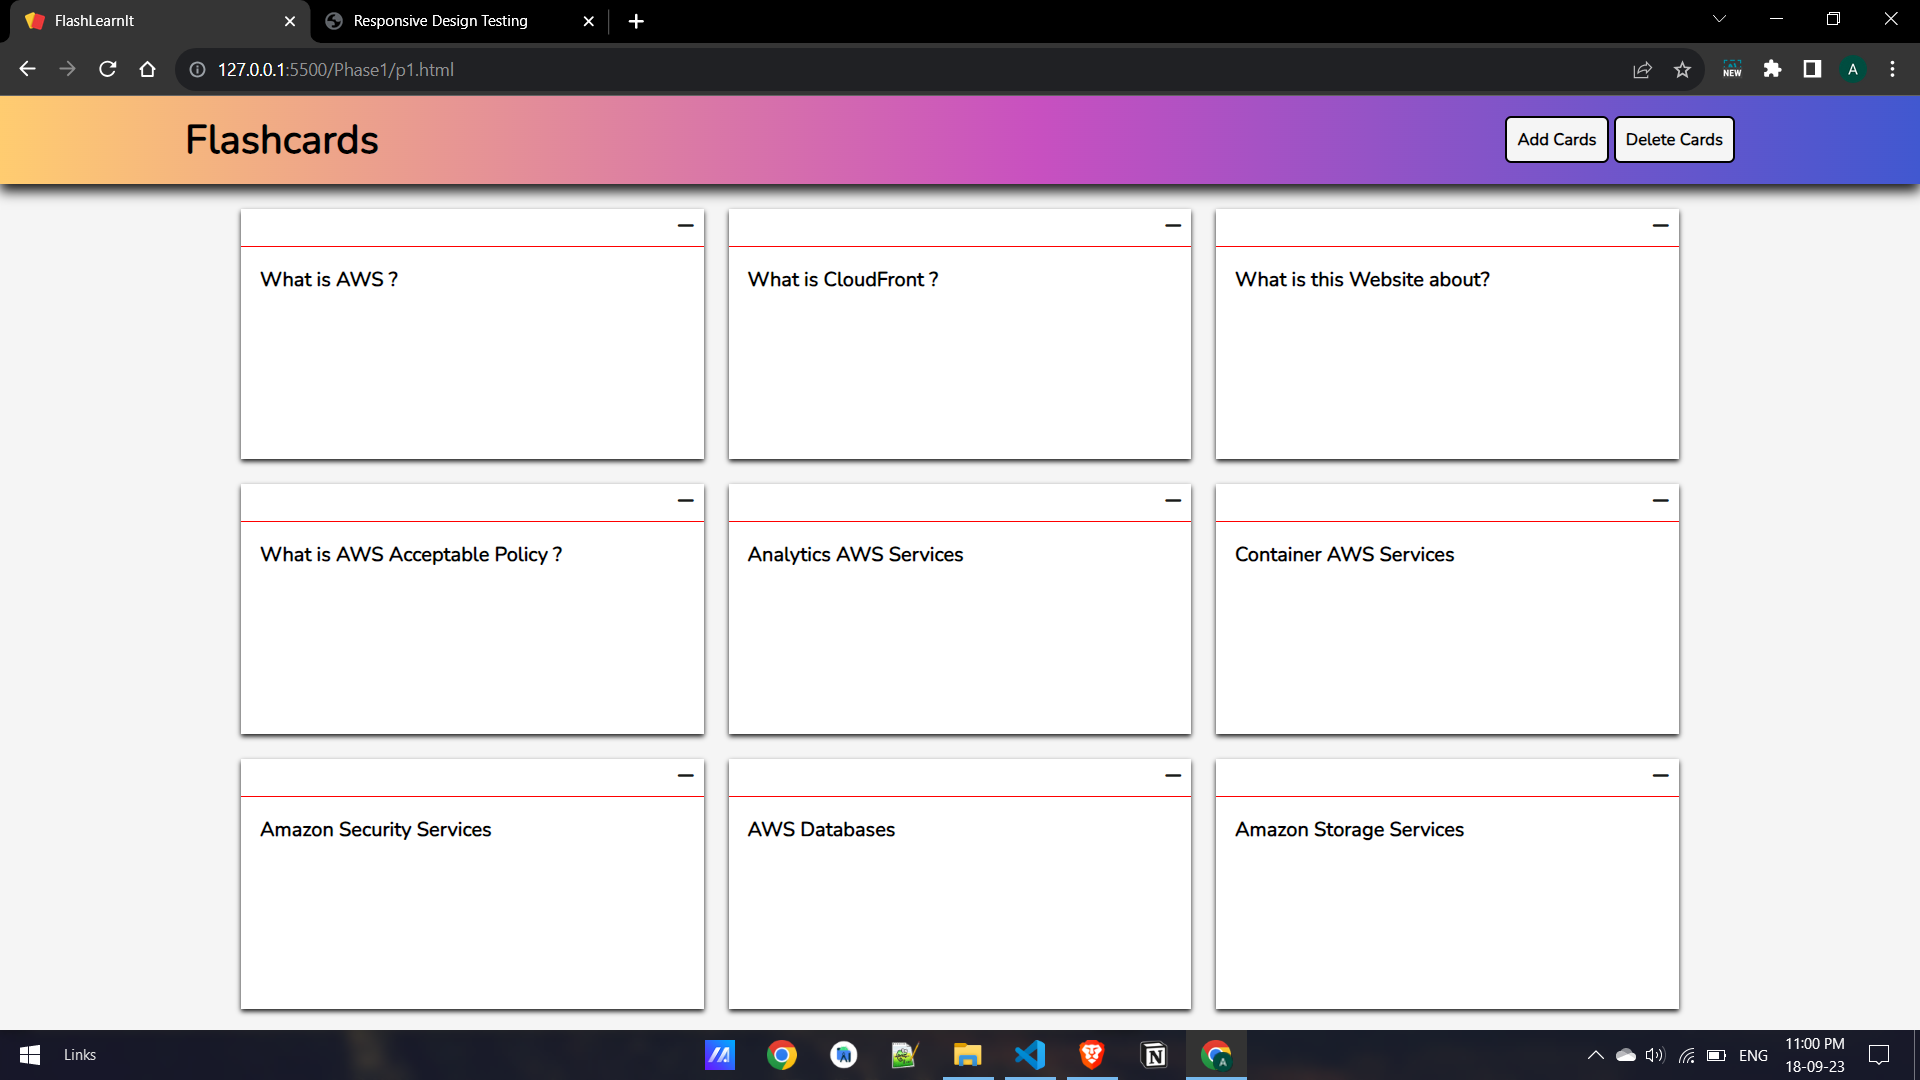 FlashLearnIt
Responsive Design Testing
127.0.0.1:5500/Phase1/p1.html
NEW
A
Flashcards
Add Cards
Delete Cards
What is AWS ?
What is CloudFront ?
What is this Website about?
What is AWS Acceptable Policy ?
Analytics AWS Services
Container AWS Services
Amazon Security Services
AWS Databases
Amazon Storage Services
Links
A
ENG
11:00 PM
18-09-23